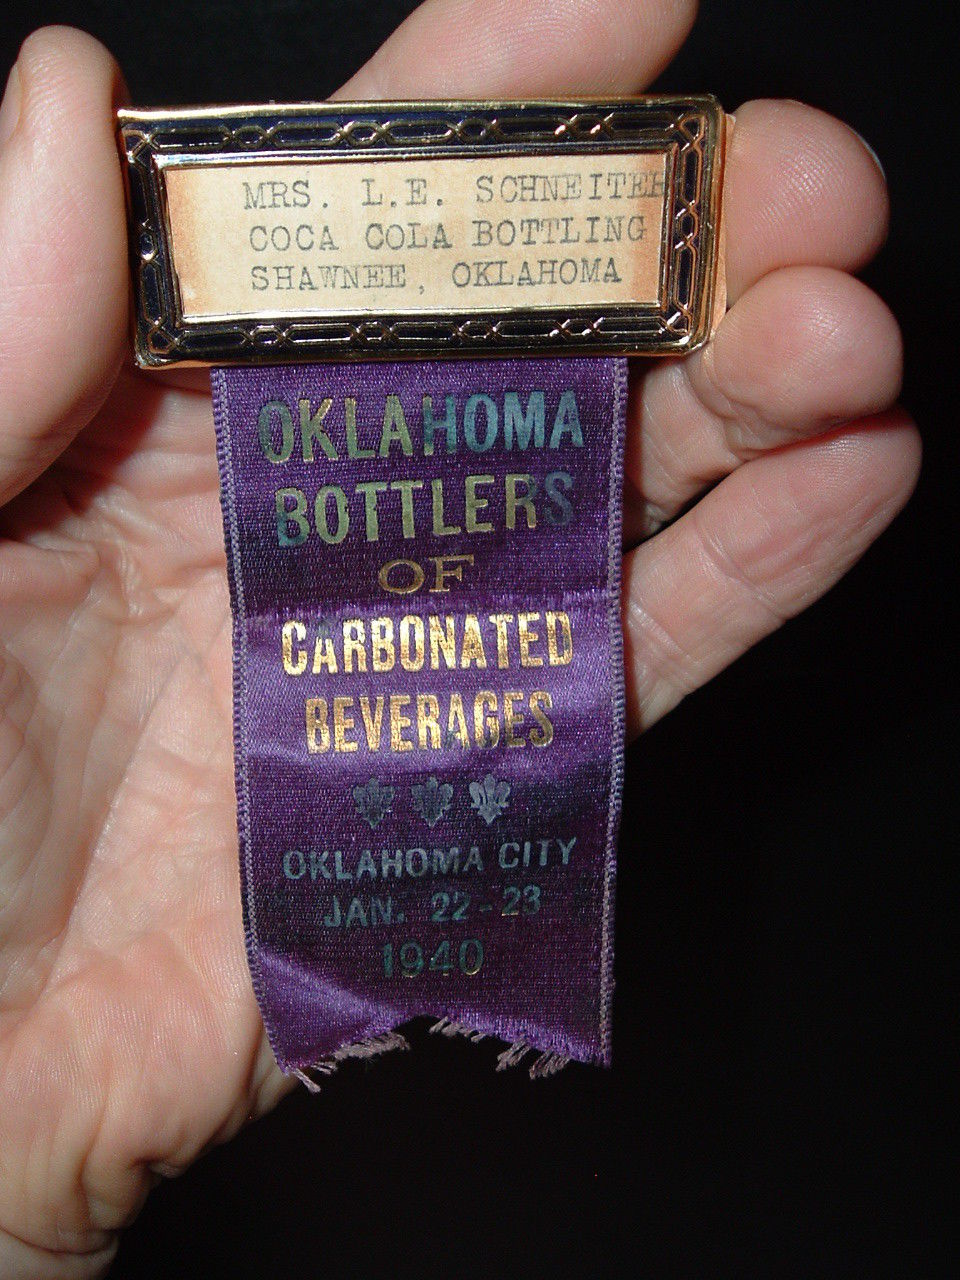 MRS. L.E. SCHNEITER
COCA COLA BOTTLING
SHAWNEE, OKLAHOMA
OKLAHOMA
BOTTLERS
OF
CARBONATED
BEVERAGES
OKLAHOMA CITY
JAN. 22-23
1940